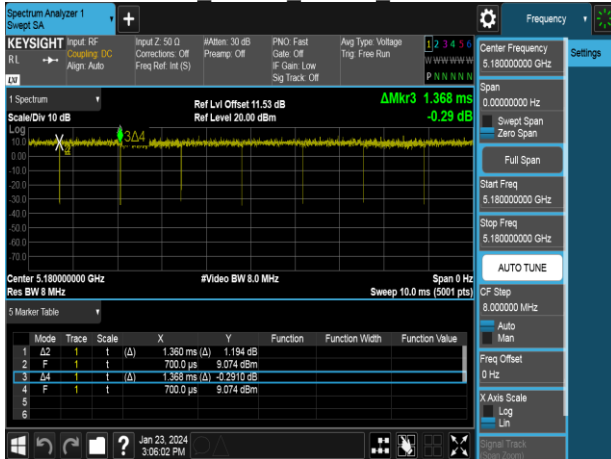 Spectrum Analyzer 1
Swept SA
+
Frequency
KEYSIGHT
RL
LXI
Input: RF
Coupling: DC
Align: Auto
Input Z: 50 Ω
Corrections: Off
Freq Ref: Int (S)
#Atten: 30 dB
Preamp: Off
PNO: Fast
Gate: Off
IF Gain: Low
Sig Track: Off
Avg Type: Voltage
Trig: Free Run
1 2 3 4 5 6
W W W W W W
P N N N N N
Center Frequency
5.180000000 GHz
Settings
Span
0.00000000 Hz
Swept Span
Zero Span
Full Span
Start Freq
5.180000000 GHz
Stop Freq
5.180000000 GHz
AUTO TUNE
CF Step
8.000000 MHz
Auto
Man
Freq Offset
0 Hz
X Axis Scale
Log
Lin
Signal Track
(Span Zoom)
1 Spectrum
Scale/Div 10 dB
Ref Lvl Offset 11.53 dB
Ref Level 20.00 dBm
ΔMkr3 1.368 ms
-0.29 dB
Log
10.0
0.00
-10.0
-20.0
-30.0
-40.0
-50.0
-60.0
-70.0
3Δ4
Center 5.180000000 GHz
Res BW 8 MHz
#Video BW 8.0 MHz
Span 0 Hz
Sweep 10.0 ms (5001 pts)
5 Marker Table
Mode Trace Scale X Y Function Function Width Function Value
1 Δ2 1 t (Δ) 1.360 ms (Δ) 1.194 dB
2 F 1 t 700.0 µs 9.074 dBm
3 Δ4 1 t (Δ) 1.368 ms (Δ) -0.2910 dB
4 F 1 t 700.0 µs 9.074 dBm
5
6
?
Jan 23, 2024
3:06:02 PM